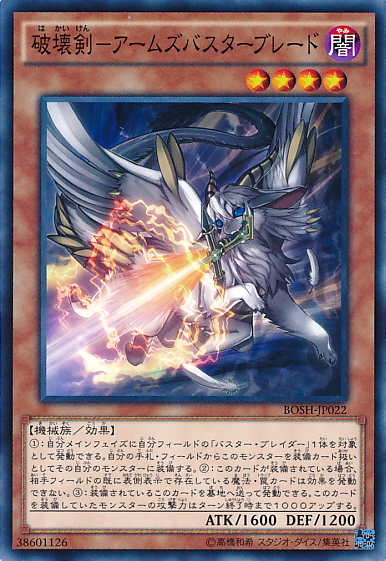 は かい けん
破壊剣－アームズバスターブレード
やみ
闇
BOSH-JP022
【機械族／効果】
①：自分メインフェイズに自分フィールドの「バスター・ブレイダー」１体を対象
として発動できる。自分の手札・フィールドからこのモンスターを装備カード扱い
としてその自分のモンスターに装備する。②：このカードが装備されている場合、
相手フィールドの既に表側表示で存在している魔法・罠カードは効果を発動
できない。③：装備されているこのカードを墓地へ送って発動できる。このカード
を装備していたモンスターの攻撃力はターン終了時まで１０００アップする。
ATK/1600 DEF/1200
38601126
©高橋和希 スタジオ・ダイス/集英社